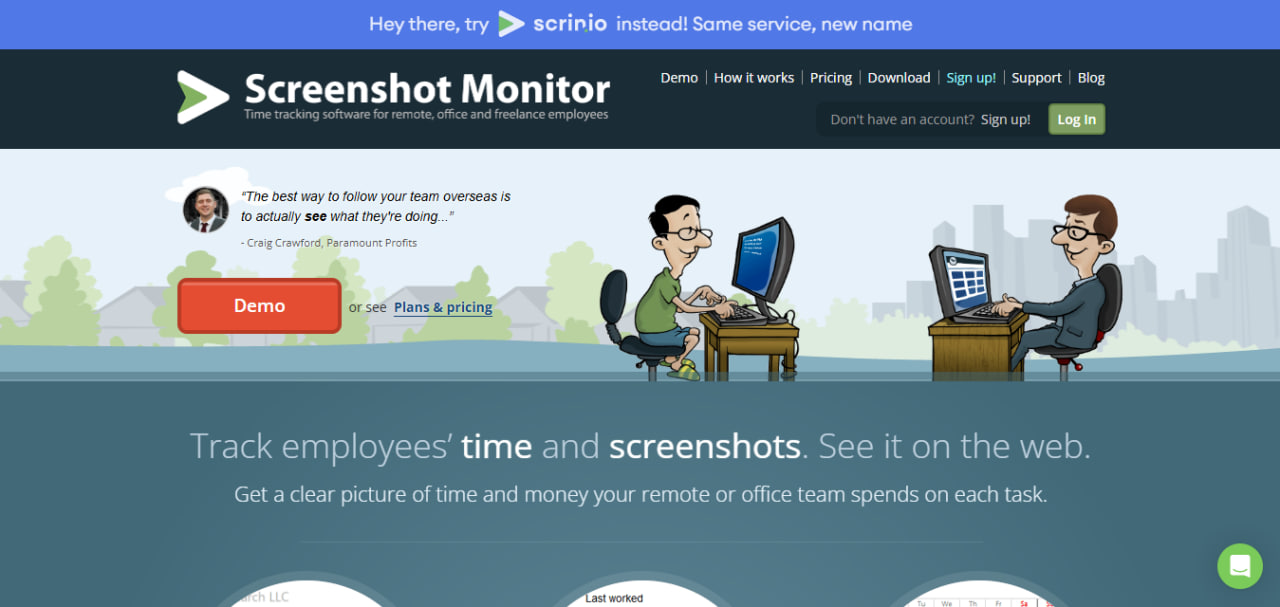 Hey there, try scrin.io instead! Same service, new name
Screenshot Monitor
Time tracking software for remote, office and freelance employees
Demo | How it works | Pricing | Download | Sign up! | Support | Blog
Don't have an account? Sign up! Log In
“The best way to follow your team overseas is
to actually see what they're doing...”
- Craig Crawford, Paramount Profits
Demo or see Plans & pricing
Track employees’ time and screenshots. See it on the web.
Get a clear picture of time and money your remote or office team spends on each task.
LLC
Last worked
Tu We Th Fr Sa